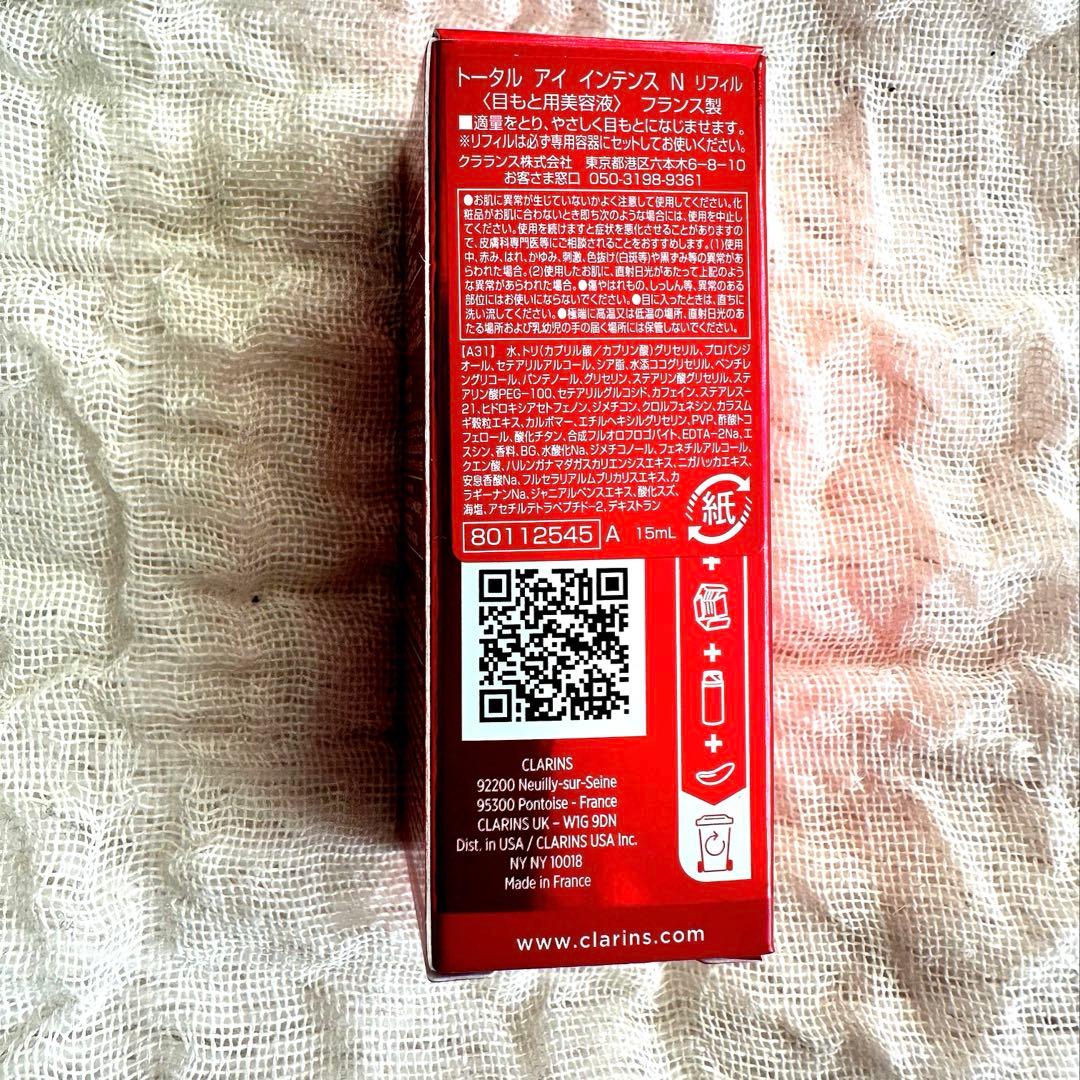 トータル アイ インテンス N リフィル
〈目もと用美容液〉 フランス製
■適量をとり、やさしく目もとになじませます。
※リフィルは必ず専用容器にセットしてお使いください。
クラランス株式会社 東京都港区六本木6-8-10
お客さま窓口 050-3198-9361
●お肌に異常が生じていないかよく注意して使用してください。化
粧品がお肌に合わないとき即ち次のような場合には、使用を中止し
てください。使用を続けますと症状を悪化させることがありますの
で、皮膚科専門医等にご相談されることをおすすめします。(1)使用
中、赤み、はれ、かゆみ、刺激、色抜け(白斑等)や黒ずみ等の異常があ
らわれた場合。(2)使用したお肌に、直射日光があたって上記のよう
な異常があらわれた場合。●傷やはれもの、しっしん等、異常のある
部位にはお使いにならないでください。●目に入ったときは、直ちに
洗い流してください。●極端に高温又は低温の場所、直射日光のあ
たる場所および乳幼児の手の届く場所には保管しないでください。
【A31】 水、トリ(カプリル酸/カプリン酸)グリセリル、プロパンジ
オール、セテアリルアルコール、シア脂、水添ココグリセリル、ペンチレ
ングリコール、パンテノール、グリセリン、ステアリン酸グリセリル、ステ
アリン酸PEG-100、セテアリルグルコシド、カフェイン、ステアレス-
21、ヒドロキシアセトフェノン、ジメチコン、クロルフェネシン、カラスム
ギ穀粒エキス、カルボマー、エチルヘキシルグリセリン、PVP、酢酸トコ
フェロール、酸化チタン、合成フルオロフロゴパイト、EDTA-2Na、エ
スシン、香料、BG、水酸化Na、ジメチコノール、フェネチルアルコール、
クエン酸、ハルンガナマダガスカリエンシスエキス、ニガハッカエキス、
安息香酸Na、フルセラリアルムブリカリスエキス、カ
ラギーナンNa、ジャニアルベンスエキス、酸化スズ、
海塩、アセチルテトラペプチド-2、デキストラン
紙
80112545 A 15mL
CLARINS
92200 Neuilly-sur-Seine
95300 Pontoise - France
CLARINS UK – W1G 9DN
Dist. in USA / CLARINS USA Inc.
NY NY 10018
Made in France
www.clarins.com